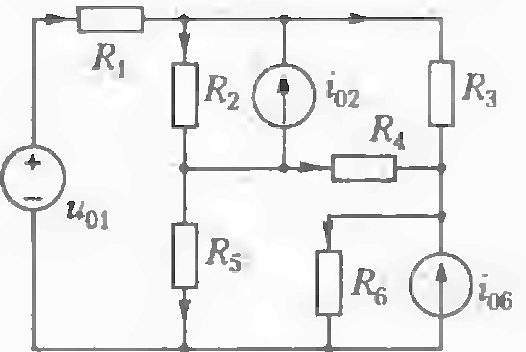 R₁
R₂
i₀₂
R₃
R₄
+
−
u₀₁
R₅
R₆
i₀₆